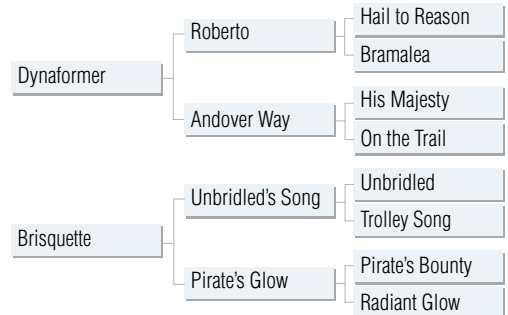 Dynaformer
Roberto
Hail to Reason
Bramalea
Andover Way
His Majesty
On the Trail
Brisquette
Unbridled's Song
Unbridled
Trolley Song
Pirate's Glow
Pirate's Bounty
Radiant Glow